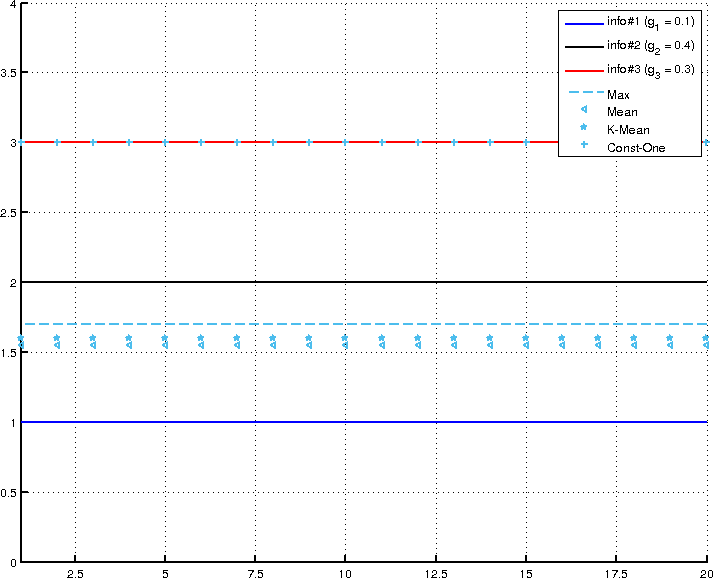 4
3.5
3
2.5
2
1.5
1
0.5
0
2.5 5 7.5 10 12.5 15 17.5 20
info#1 (g1 = 0.1)
info#2 (g2 = 0.4)
info#3 (g3 = 0.3)
Max
Mean
K-Mean
Const-One